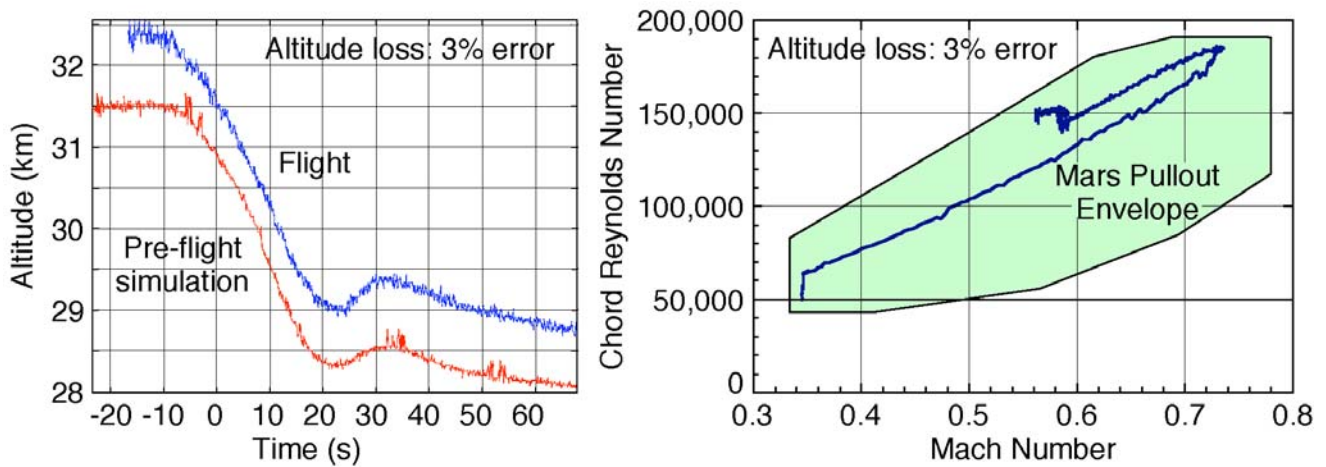 Altitude loss: 3% error
32
31
30
29
28
Altitude (km)
Flight
Pre-flight
simulation
-20 -10 0 10 20 30 40 50 60
Time (s)
Altitude loss: 3% error
200,000
150,000
100,000
50,000
0
Chord Reynolds Number
Mars Pullout
Envelope
0.3 0.4 0.5 0.6 0.7 0.8
Mach Number